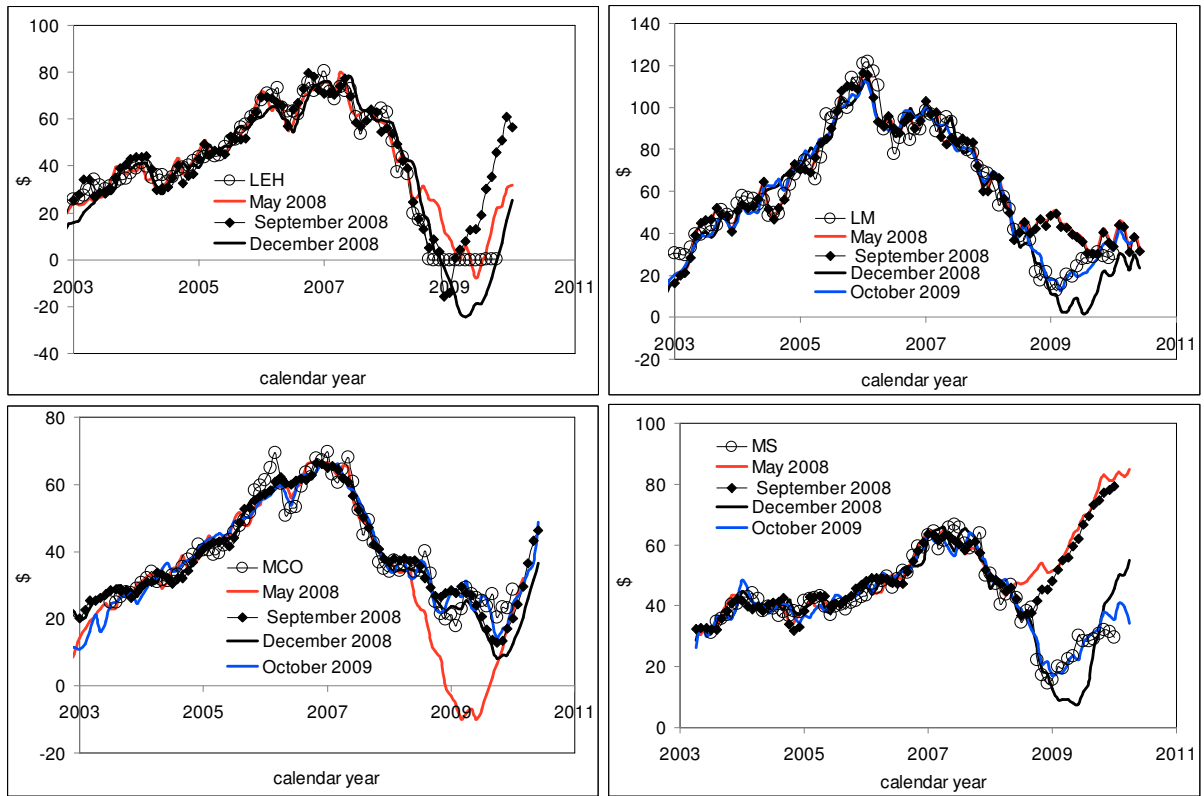 100
80
60
40
20
0
-20
-40
$
2003
2005
2007
2009
2011
calendar year
LEH
May 2008
September 2008
December 2008
140
120
100
80
60
40
20
0
-20
$
2003
2005
2007
2009
2011
calendar year
LM
May 2008
September 2008
December 2008
October 2009
80
60
40
20
0
-20
$
2003
2005
2007
2009
2011
calendar year
MCO
May 2008
September 2008
December 2008
October 2009
100
80
60
40
20
0
$
2003
2005
2007
2009
2011
calendar year
MS
May 2008
September 2008
December 2008
October 2009